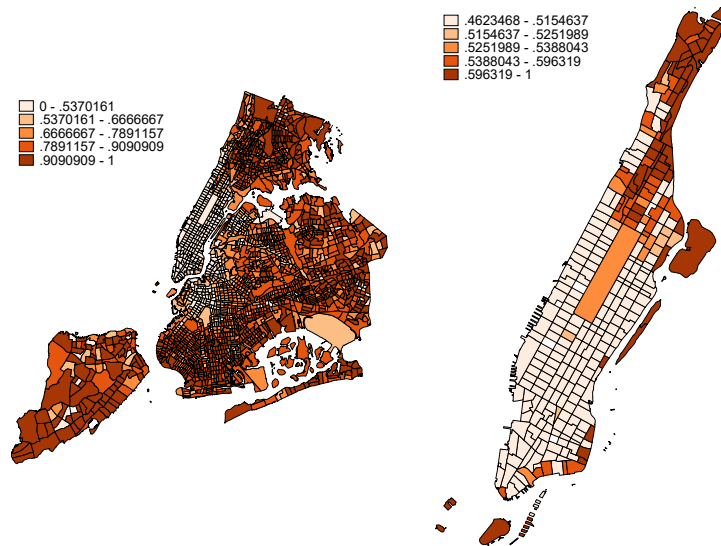 0 - .5370161
.5370161 - .6666667
.6666667 - .7891157
.7891157 - .9090909
.9090909 - 1
.4623468 - .5154637
.5154637 - .5251989
.5251989 - .5388043
.5388043 - .596319
.596319 - 1